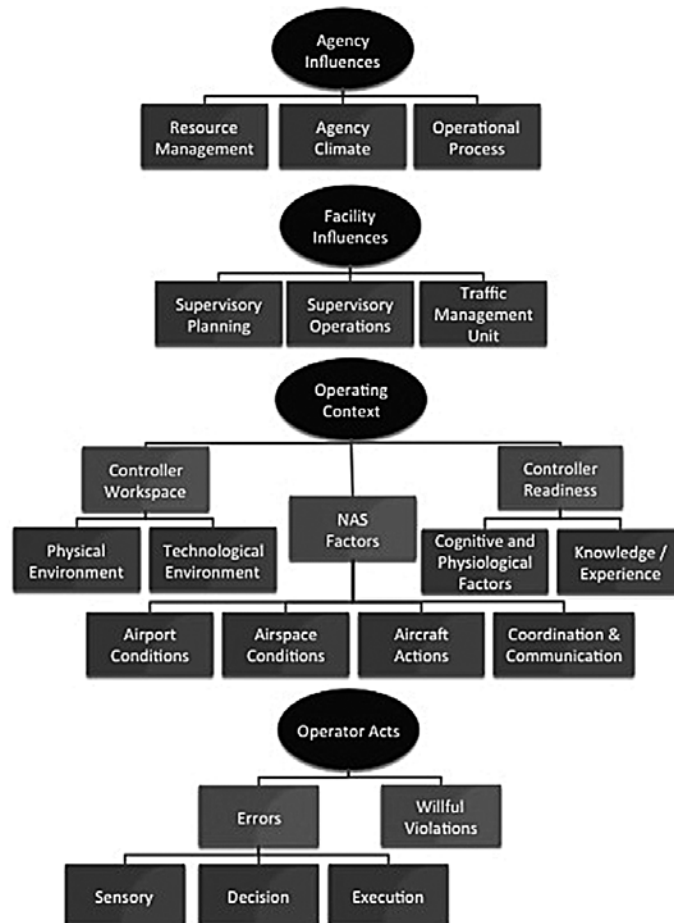 Agency
Influences
Resource
Management
Agency
Climate
Operational
Process
Facility
Influences
Supervisory
Planning
Supervisory
Operations
Traffic
Management
Unit
Operating
Context
Controller
Workspace
NAS
Factors
Controller
Readiness
Physical
Environment
Technological
Environment
Cognitive and
Physiological
Factors
Knowledge /
Experience
Airport
Conditions
Airspace
Conditions
Aircraft
Actions
Coordination &
Communication
Operator Acts
Errors
Willful
Violations
Sensory
Decision
Execution